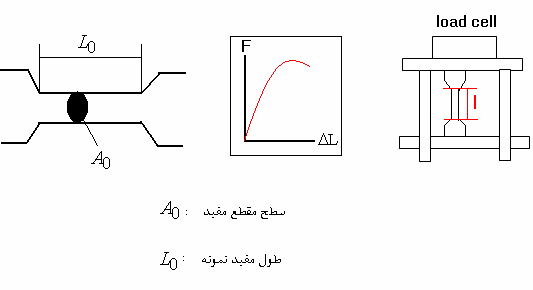 load cell
L0
F
ΔL
l
A0
A0 : سطح مقطع مفید
L0 : طول مفید نمونه